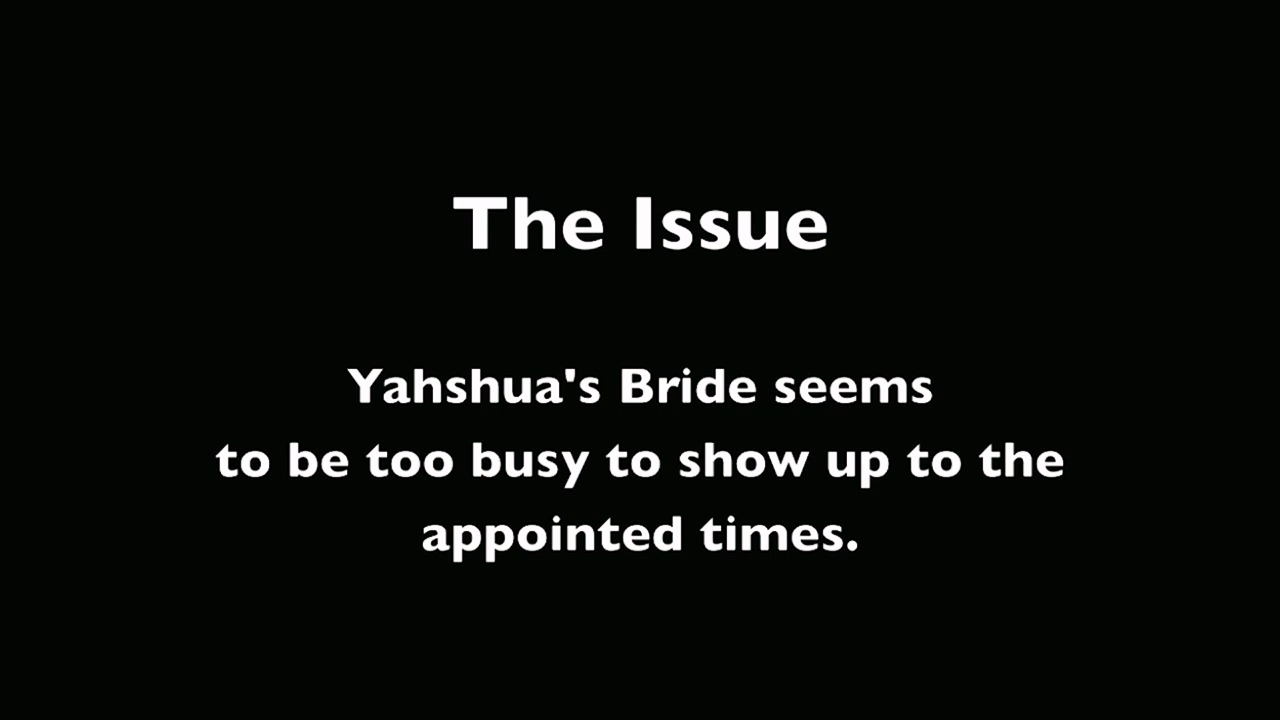 The Issue
Yahshua's Bride seems
to be too busy to show up to the
appointed times.